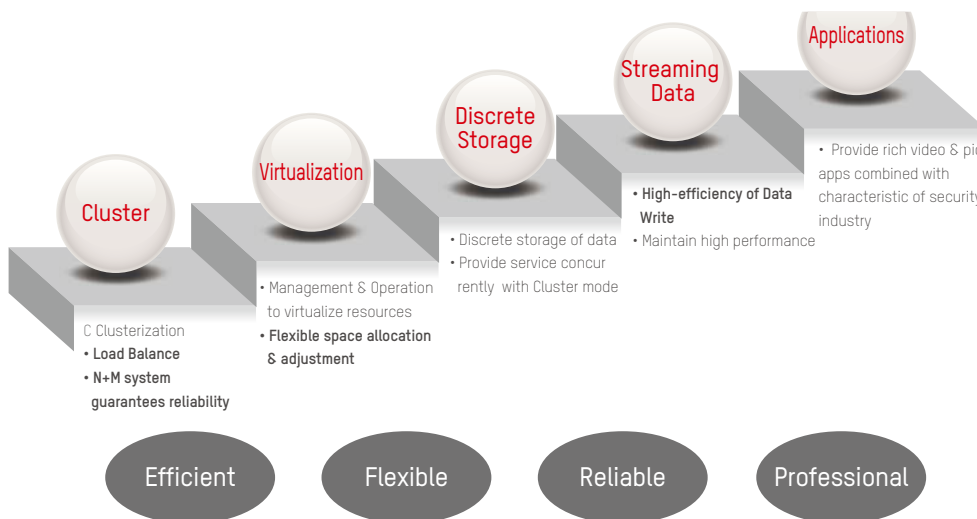 Cluster
C Clusterization
• Load Balance
• N+M system
guarantees reliability
Virtualization
• Management & Operation
to virtualize resources
• Flexible space allocation
& adjustment
Discrete
Storage
• Discrete storage of data
• Provide service concur
rently with Cluster mode
Streaming
Data
• High-efficiency of Data
Write
• Maintain high performance
Applications
• Provide rich video & pic
apps combined with
characteristic of security
industry
Efficient
Flexible
Reliable
Professional